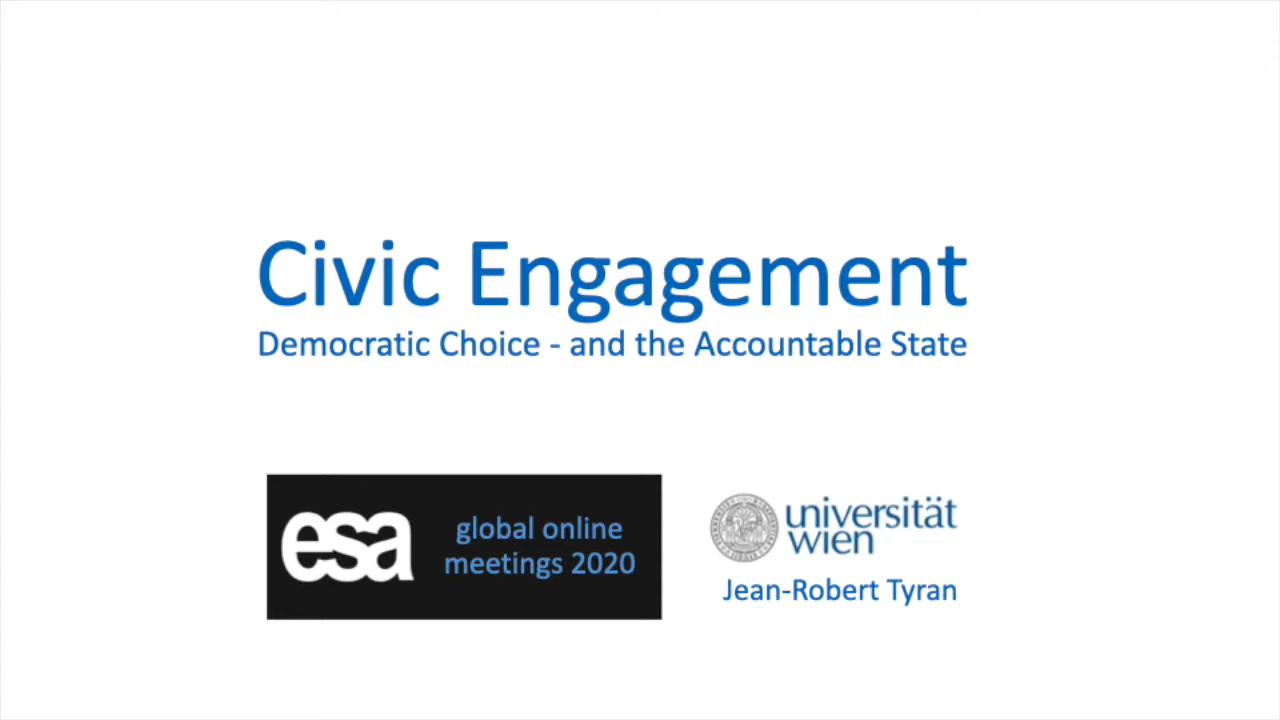 Civic Engagement
Democratic Choice - and the Accountable State
esa
global online
meetings 2020
universität
wien
Jean-Robert Tyran